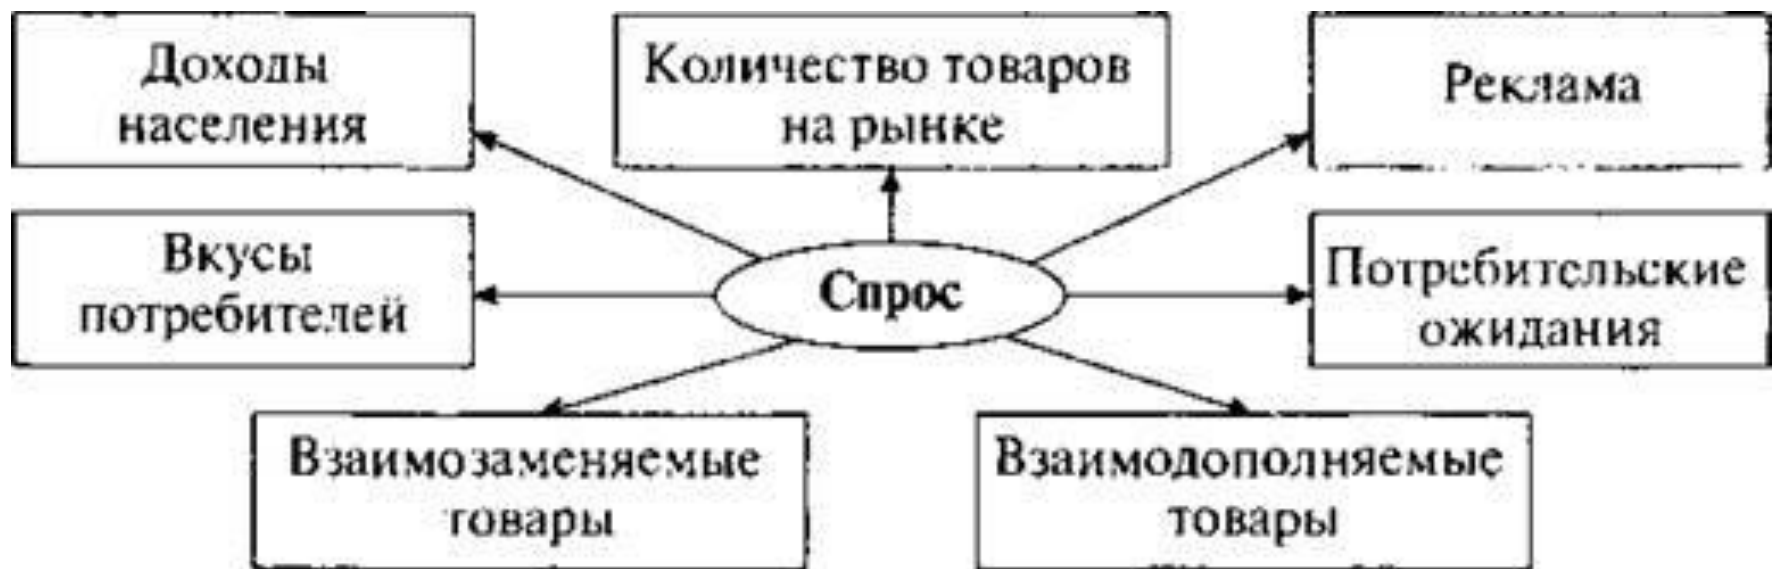 Доходы
населения
Количество товаров
на рынке
Реклама
Вкусы
потребителей
Спрос
Потребительские
ожидания
Взаимозаменяемые
товары
Взаимодополняемые
товары